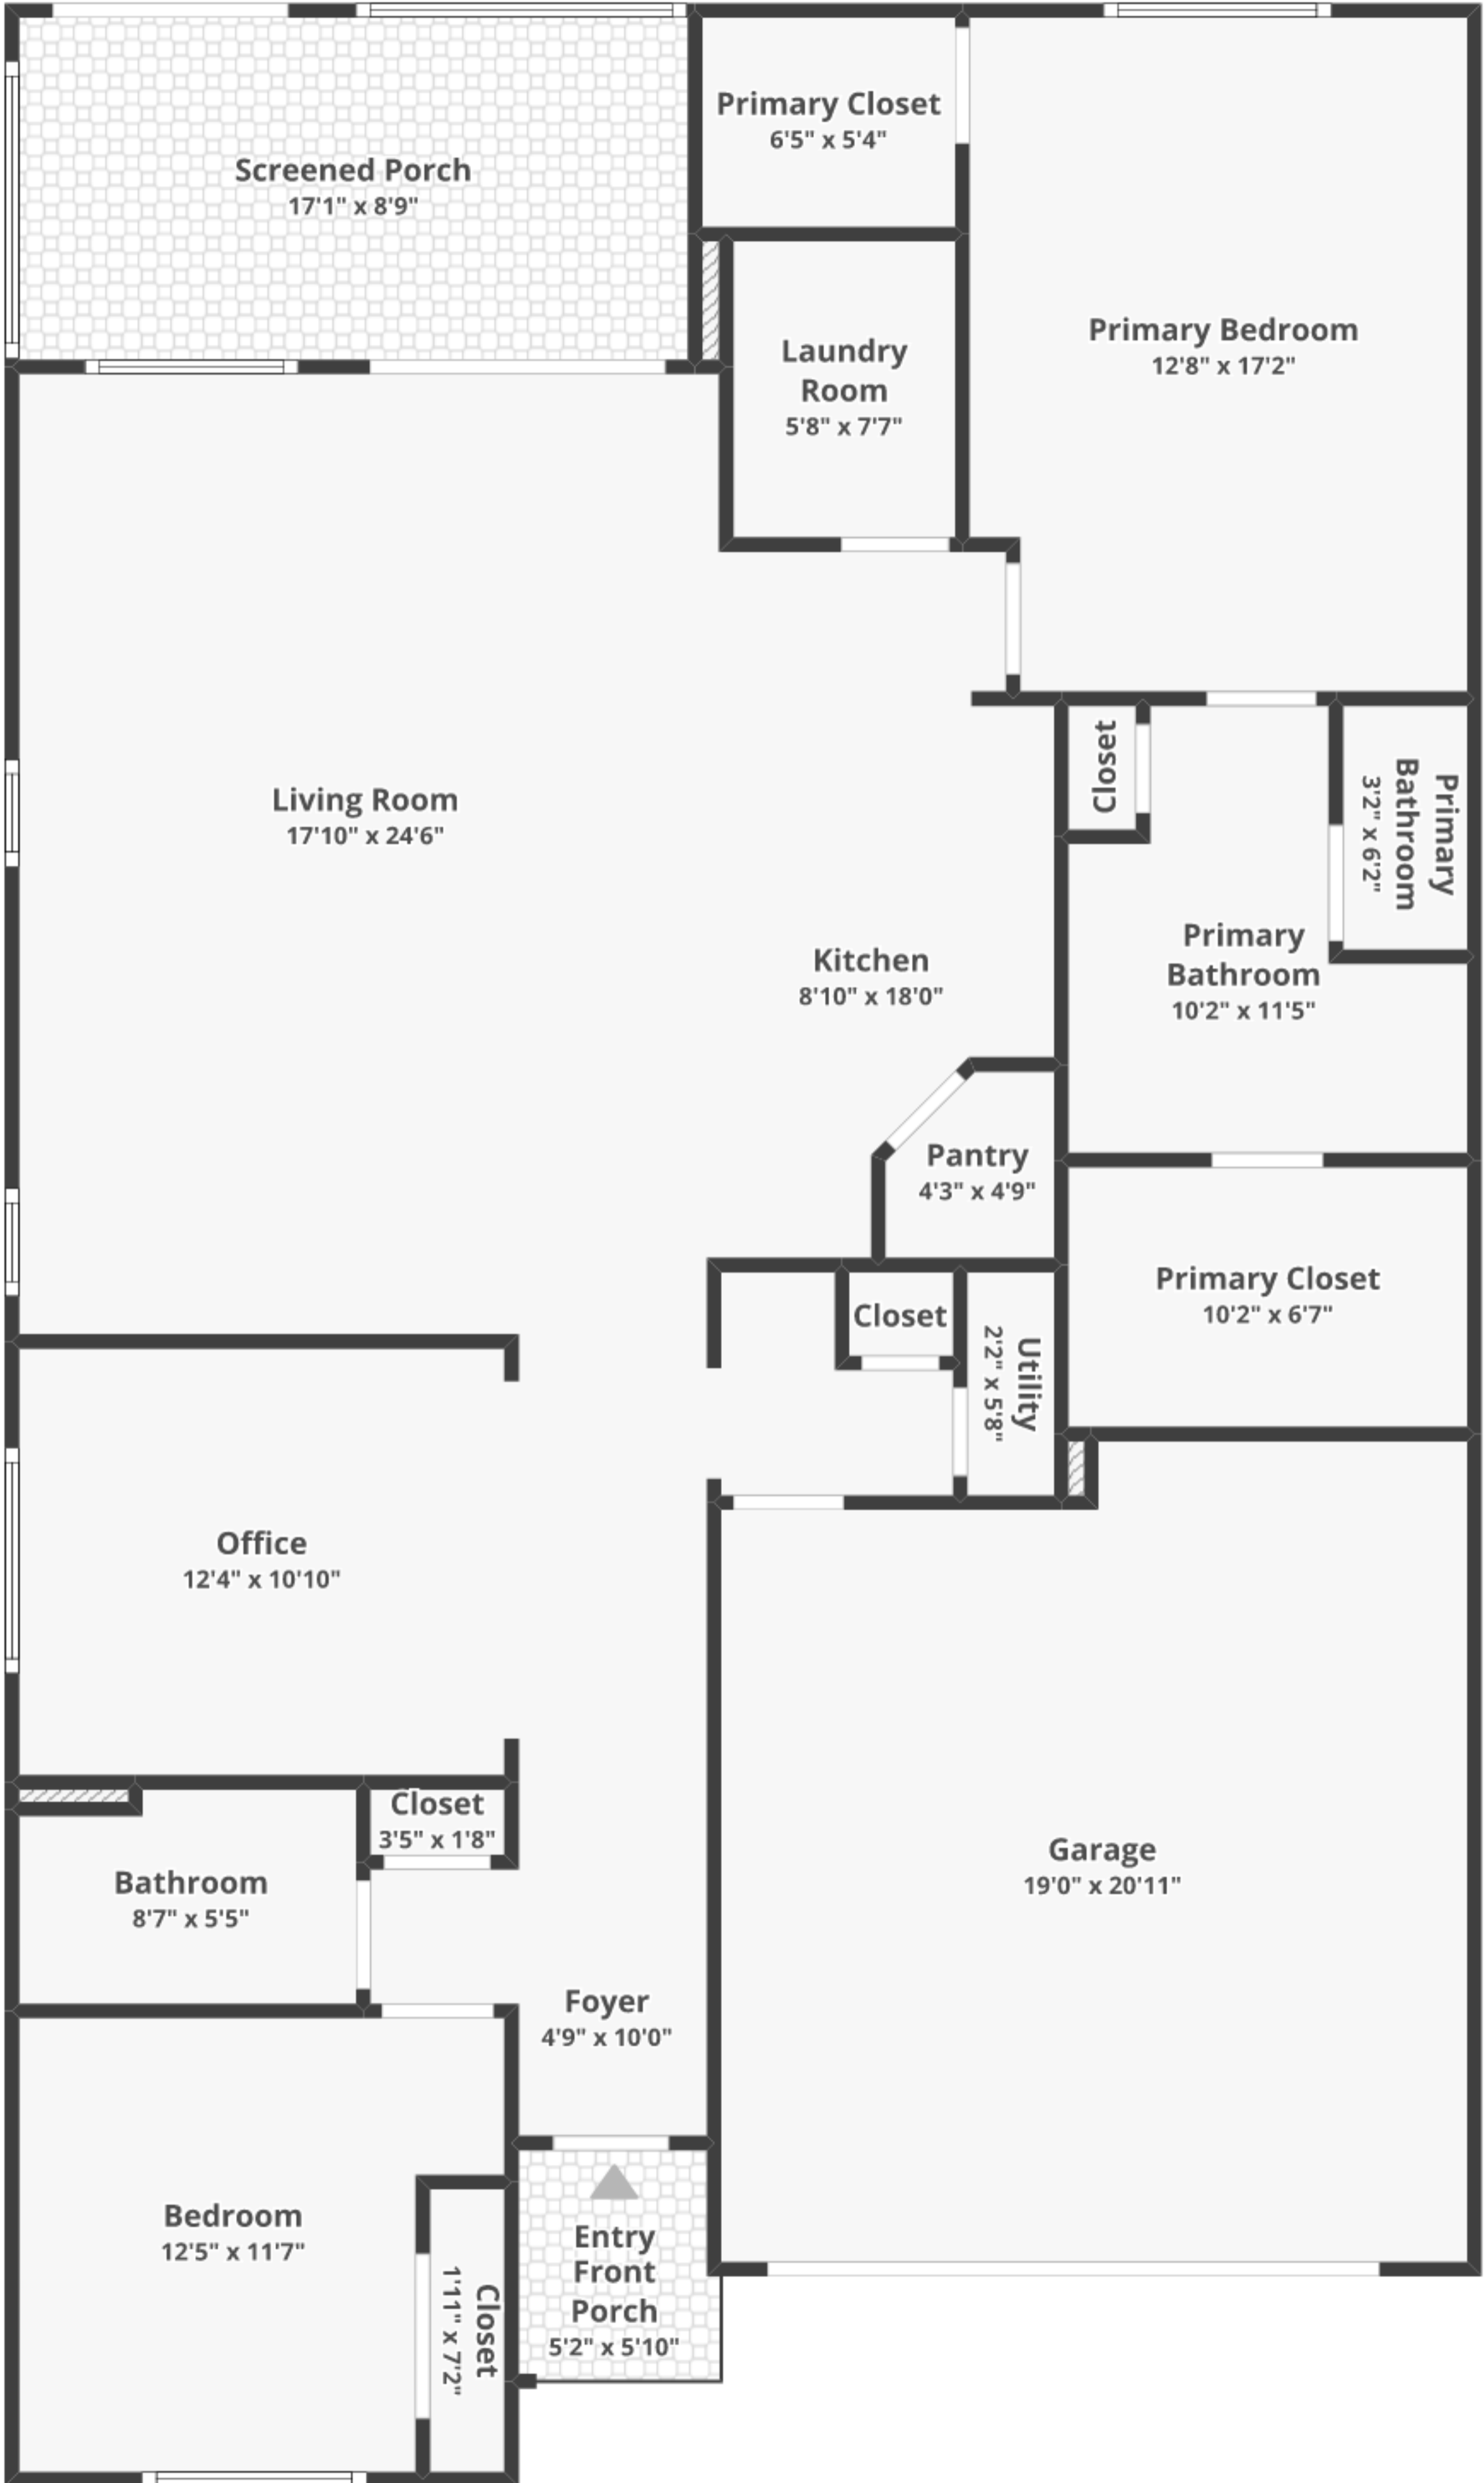 Primary Closet
6'5" x 5'4"
Screened Porch
17'1" x 8'9"
Primary Bedroom
12'8" x 17'2"
Laundry
Room
5'8" x 7'7"
Living Room
17'10" x 24'6"
Closet
Primary
Bathroom
3'2" x 6'2"
Kitchen
8'10" x 18'0"
Primary
Bathroom
10'2" x 11'5"
Pantry
4'3" x 4'9"
Primary Closet
10'2" x 6'7"
Closet
Utility
2'2" x 5'8"
Office
12'4" x 10'10"
Closet
3'5" x 1'8"
Bathroom
8'7" x 5'5"
Garage
19'0" x 20'11"
Foyer
4'9" x 10'0"
Bedroom
12'5" x 11'7"
Closet
1'11" x 7'2"
Entry
Front
Porch
5'2" x 5'10"